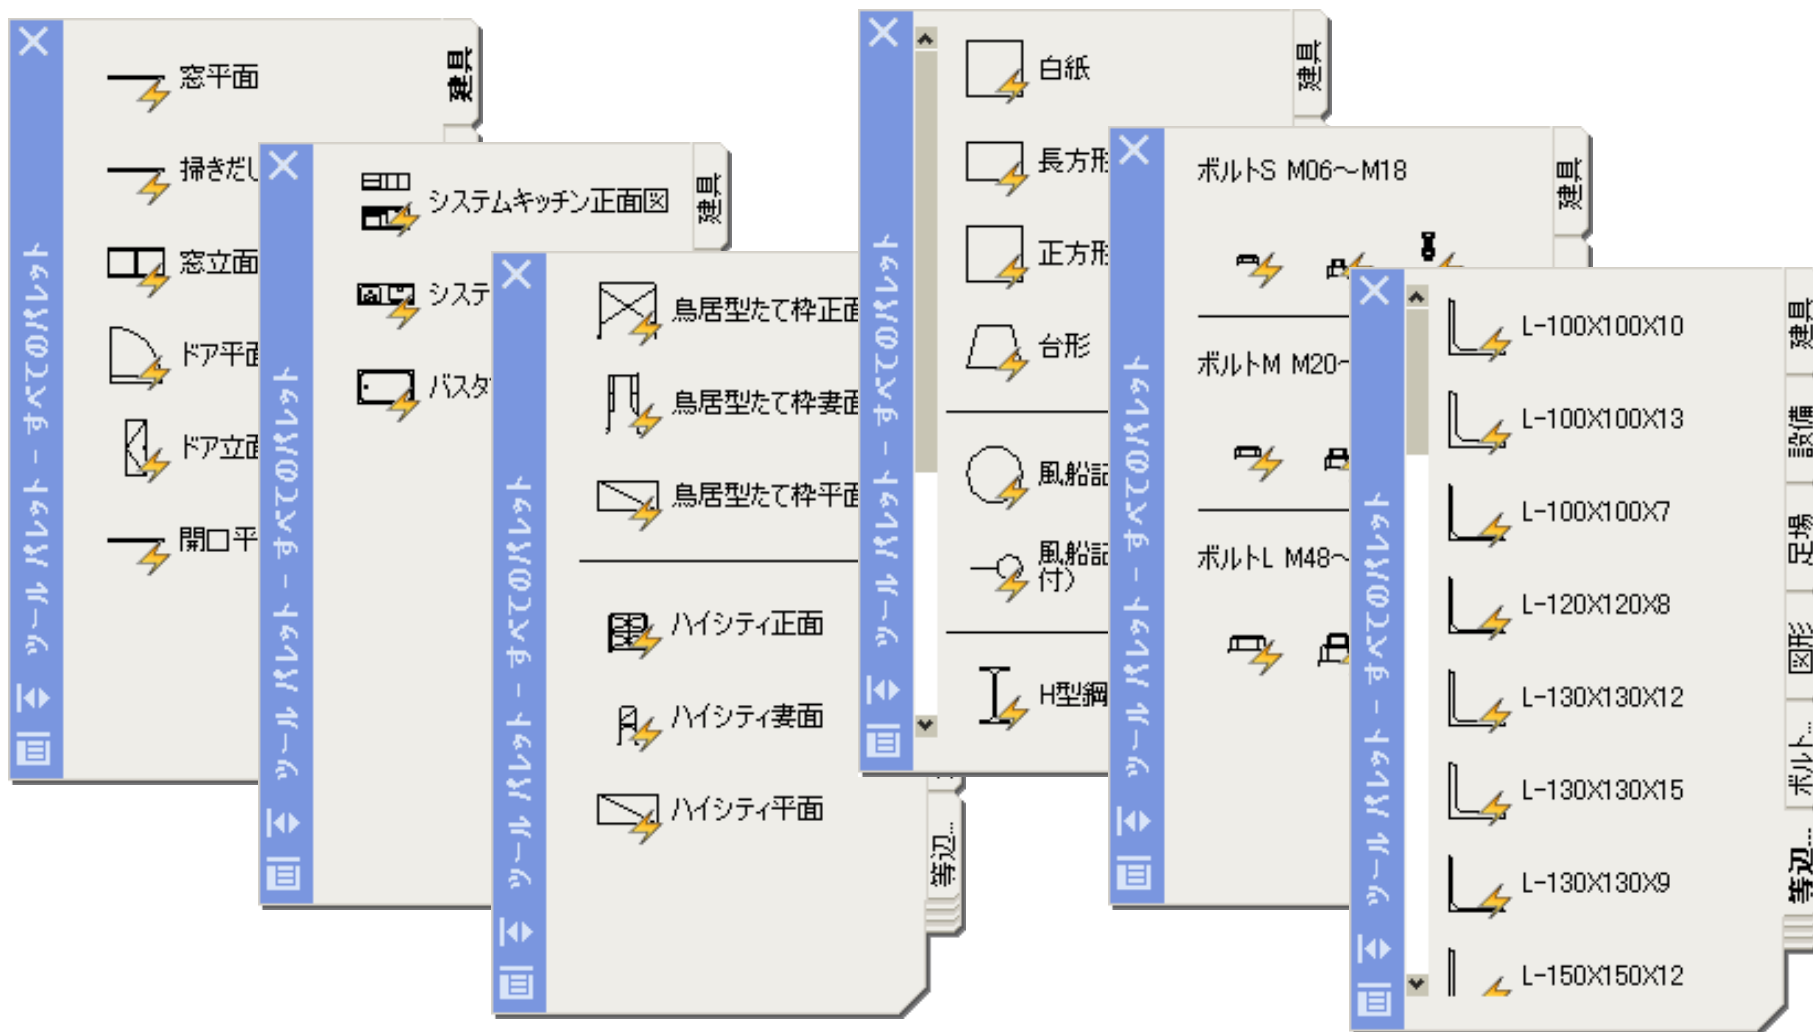 窓平面
掃きだし
窓立面
ドア平面
ドア立面
開口平
建具
ツール パレット - すべてのパレット
システムキッチン正面図
システ
バスタ
建具
ツール パレット - すべてのパレット
鳥居型たて枠正面
鳥居型たて枠妻面
鳥居型たて枠平面
ハイシティ正面
ハイシティ妻面
ハイシティ平面
等辺...
ツール パレット - すべてのパレット
白紙
長方形
正方形
台形
風船記
風船記
付)
H型鋼
建具
ツール パレット - すべてのパレット
ボルトS M06～M18
ボルトM M20～
ボルトL M48～
建具
ツール パレット - すべてのパレット
L-100X100X10
L-100X100X13
L-100X100X7
L-120X120X8
L-130X130X12
L-130X130X15
L-130X130X9
L-150X150X12
建具
設備
足場
図形
ボルト...
等辺...
ツール パレット - すべてのパレット